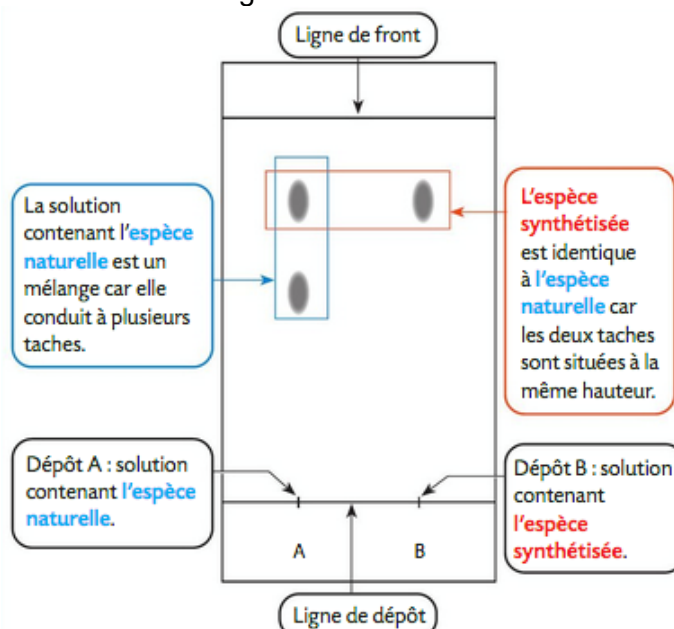 Ligne de front
La solution
contenant l'espèce
naturelle est un
mélange car elle
conduit à plusieurs
taches.
L'espèce
synthétisée
est identique
à l'espèce
naturelle car
les deux taches
sont situées à la
même hauteur.
Dépôt A : solution
contenant l'espèce
naturelle.
Dépôt B : solution
contenant
l'espèce
synthétisée.
A
B
Ligne de dépôt